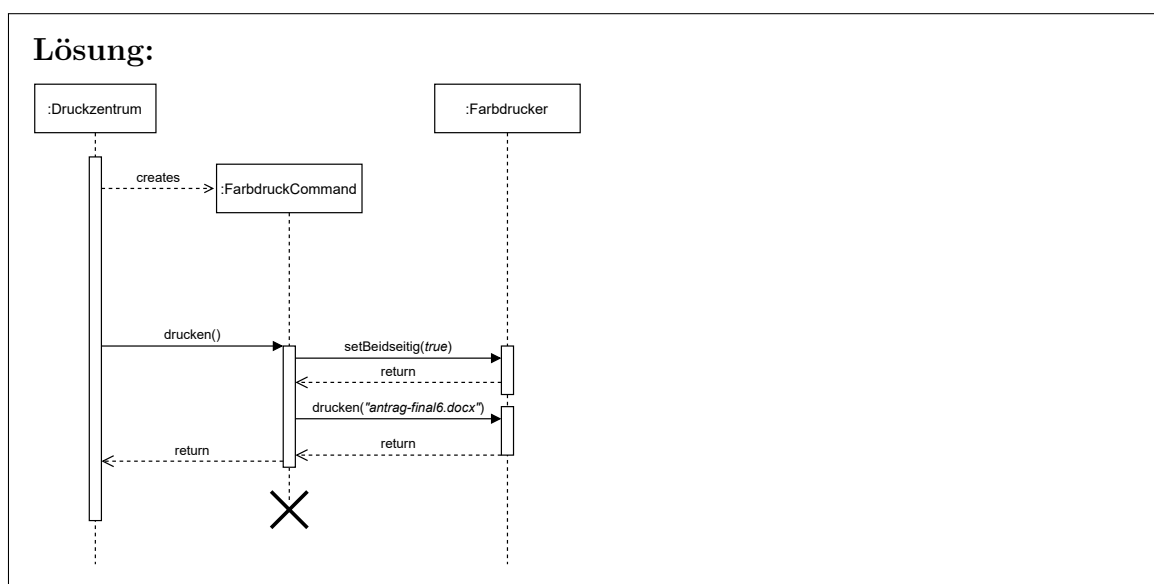 Lösung:
:Druckzentrum
:Farbdrucker
creates
:FarbdruckCommand
drucken()
setBeidseitig(true)
return
drucken("antrag-final6.docx")
return
return